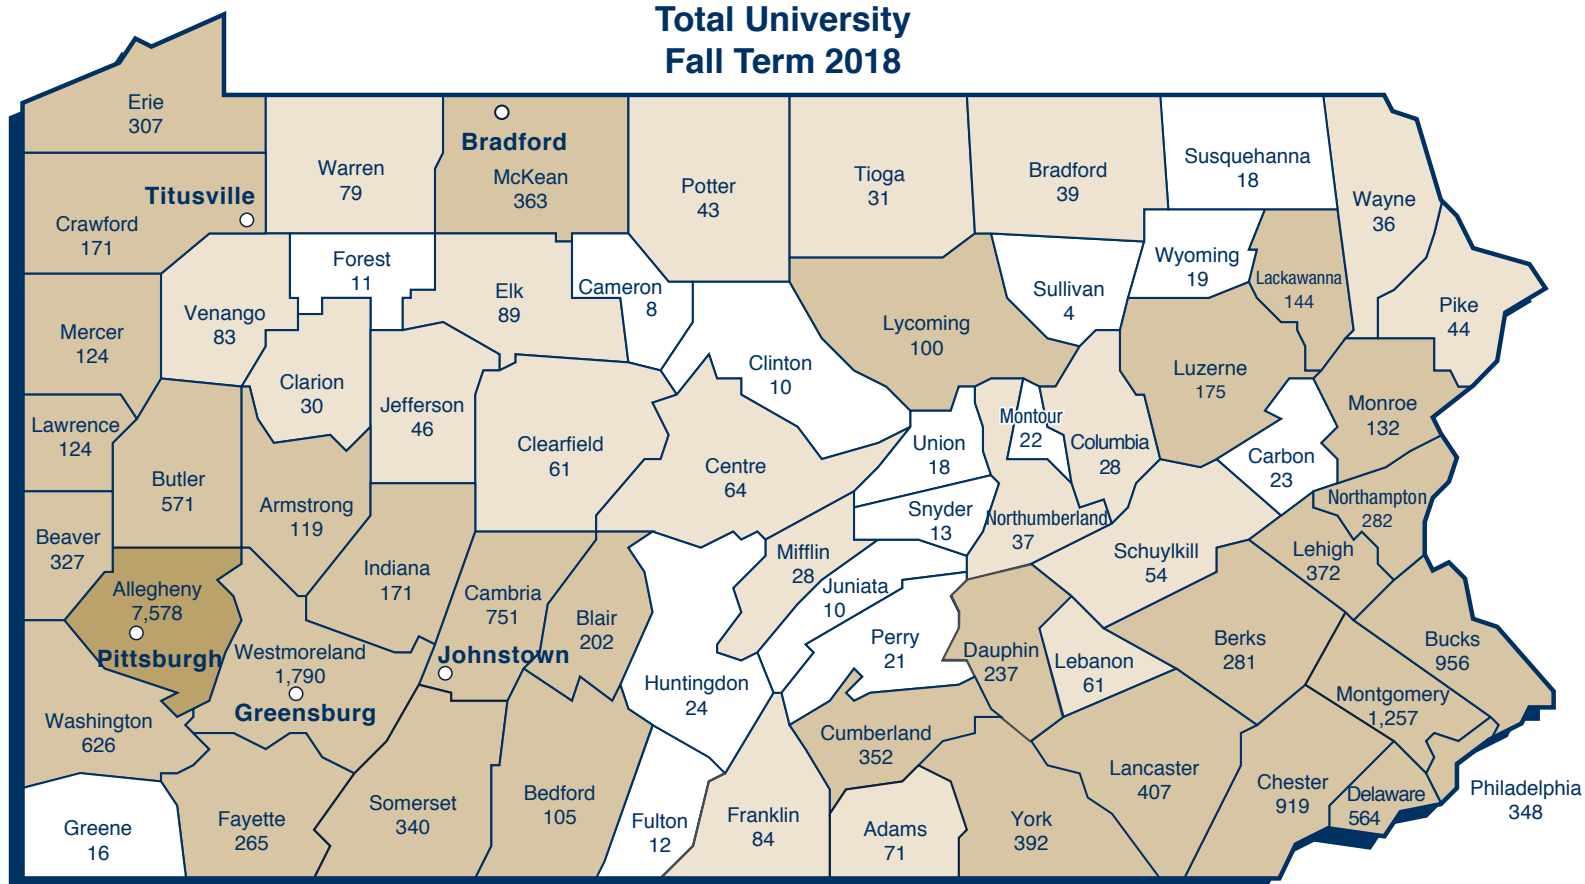 Total University
Fall Term 2018
Erie
307
Bradford
McKean
363
Warren
79
Potter
43
Tioga
31
Bradford
39
Susquehanna
18
Wayne
36
Titusville
Crawford
171
Forest
11
Venango
83
Elk
89
Cameron
8
Clinton
10
Lycoming
100
Sullivan
4
Wyoming
19
Lackawanna
144
Pike
44
Mercer
124
Clarion
30
Jefferson
46
Clearfield
61
Centre
64
Union
18
Montour
22
Columbia
28
Luzerne
175
Carbon
23
Monroe
132
Lawrence
124
Butler
571
Armstrong
119
Snyder
13
Northumberland
37
Schuylkill
54
Northampton
282
Lehigh
372
Beaver
327
Allegheny
7,578
Pittsburgh
Indiana
171
Cambria
751
Johnstown
Blair
202
Mifflin
28
Juniata
10
Perry
21
Dauphin
237
Lebanon
61
Berks
281
Bucks
956
Westmoreland
1,790
Greensburg
Huntingdon
24
Washington
626
Cumberland
352
Lancaster
407
Montgomery
1,257
Chester
919
Delaware
564
Philadelphia
348
Greene
16
Fayette
265
Somerset
340
Bedford
105
Fulton
12
Franklin
84
Adams
71
York
392